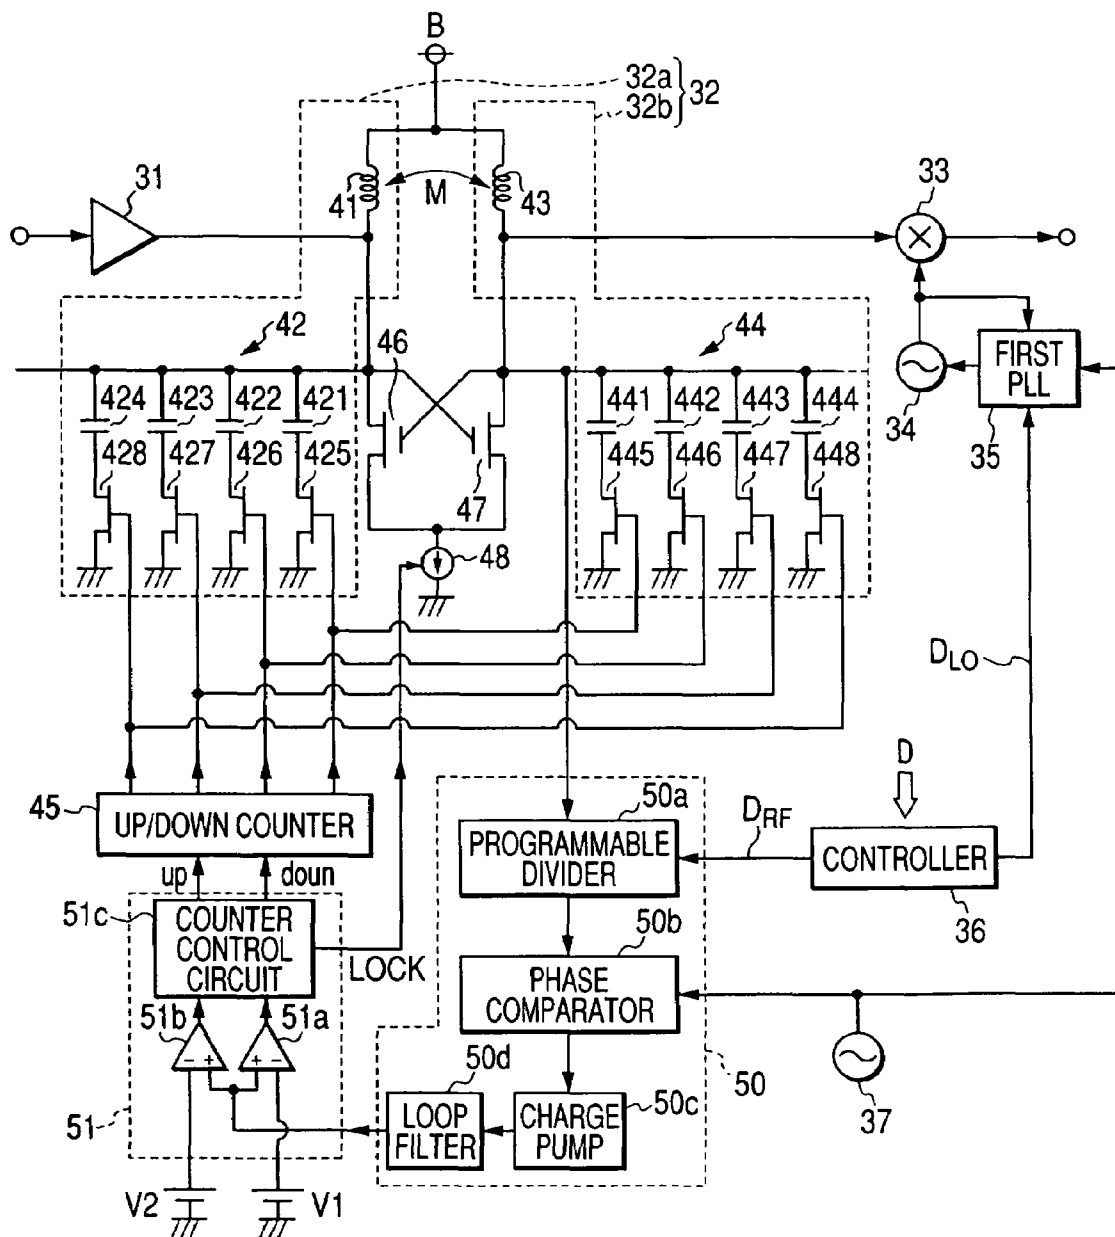 B
32a
32b
32
31
41
M
43
33
42
46
44
FIRST
PLL
34
35
424 423 422 421
428 427 426 425
47
48
441 442 443 444
445 446 447 448
DLO
D
45
UP/DOWN COUNTER
up
doun
50a
PROGRAMMABLE
DIVIDER
DRF
CONTROLLER
36
51c
COUNTER
CONTROL
CIRCUIT
LOCK
50b
PHASE
COMPARATOR
51b
51a
- +
+ -
50d
LOOP
FILTER
CHARGE
PUMP
50c
50
37
51
V2
V1